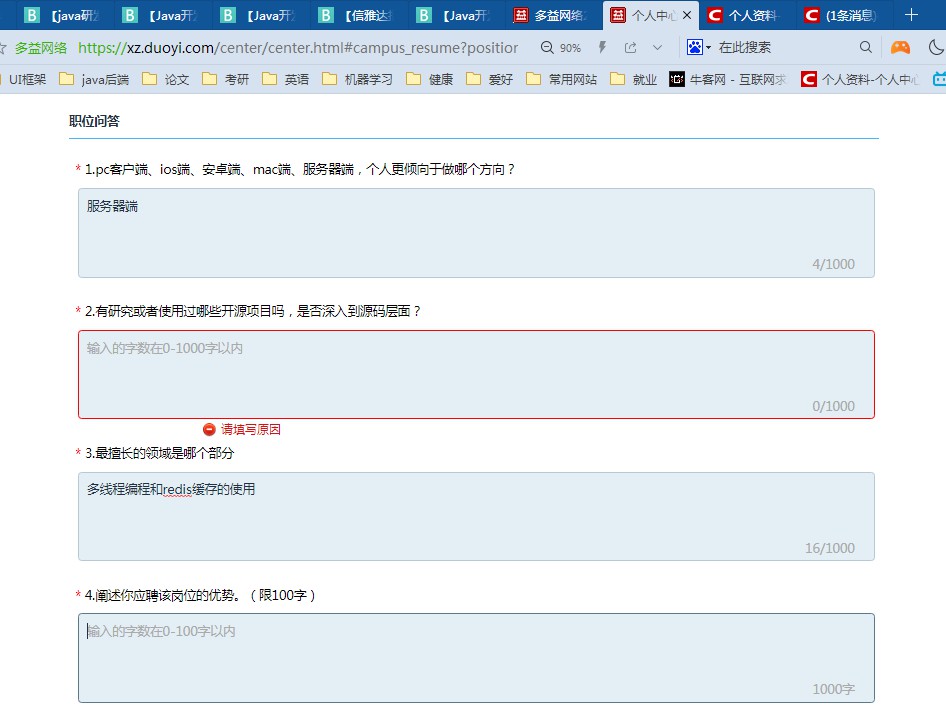 【java研
【Java开
【Java开
【信雅达
【Java开
多益网络
个人中心
个人资料-
(1条消息)
多益网络 https://xz.duoyi.com/center/center.html#campus_resume?position 90% 在此搜索
UI框架 java后端 论文 考研 英语 机器学习 健康 爱好 常用网站 就业 牛客网 - 互联网求 个人资料-个人中心
职位问答
* 1.pc客户端、ios端、安卓端、mac端、服务器端，个人更倾向于做哪个方向？
服务器端
4/1000
* 2.有研究或者使用过哪些开源项目吗，是否深入到源码层面？
输入的字数在0-1000字以内
0/1000
请填写原因
* 3.最擅长的领域是哪个部分
多线程编程和redis缓存的使用
16/1000
* 4.阐述你应聘该岗位的优势。（限100字）
输入的字数在0-100字以内
1000字